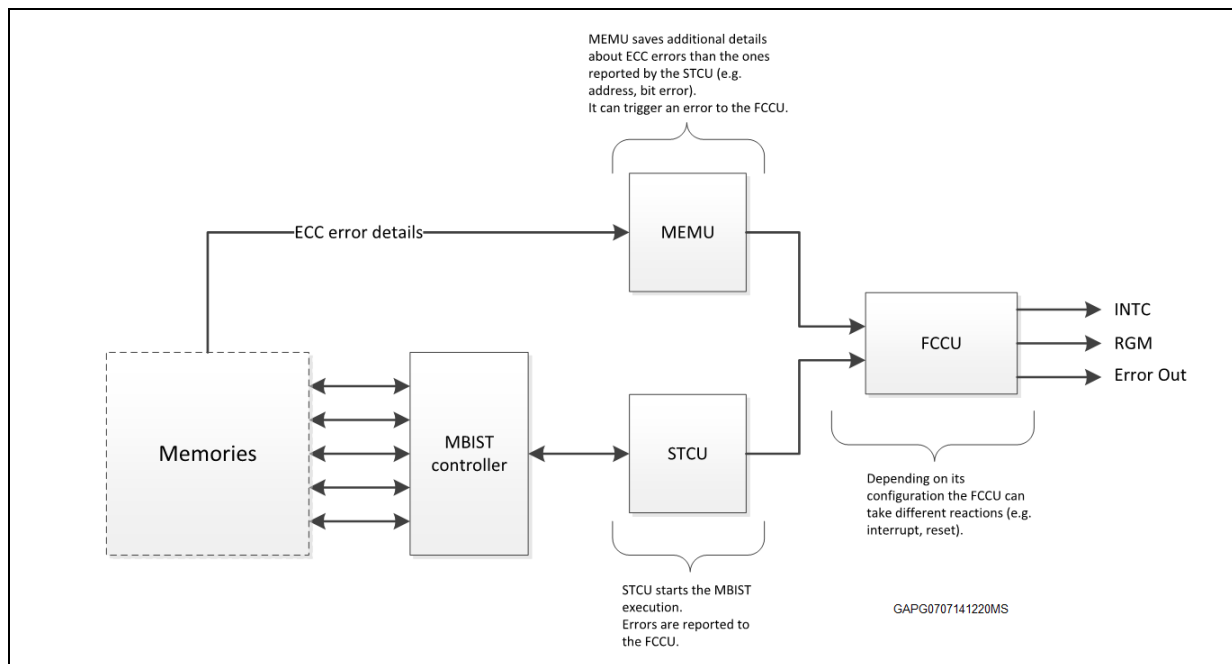 MEMU saves additional details
about ECC errors than the ones
reported by the STCU (e.g.
address, bit error).
It can trigger an error to the FCCU.
ECC error details
MEMU
INTC
FCCU
RGM
Error Out
Memories
MBIST
controller
STCU
Depending on its
configuration the FCCU can
take different reactions (e.g.
interrupt, reset).
STCU starts the MBIST
execution.
Errors are reported to
the FCCU.
GAPG0707141220MS